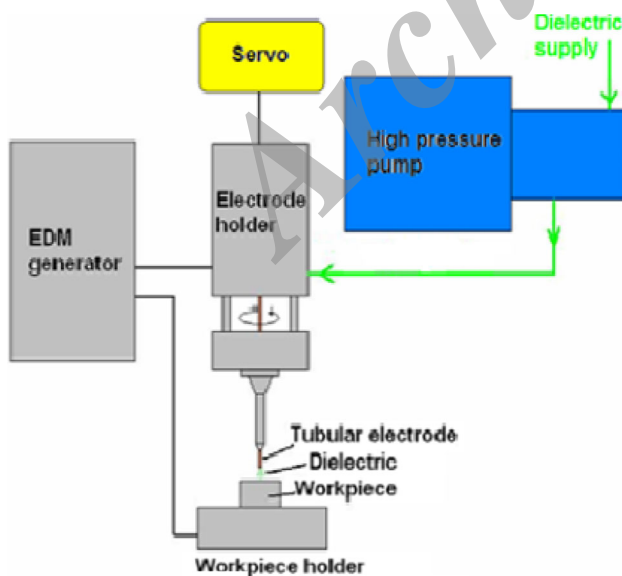 Servo
Dielectric
supply
High pressure
pump
Electrode
holder
EDM
generator
Tubular electrode
Dielectric
Workpiece
Workpiece holder